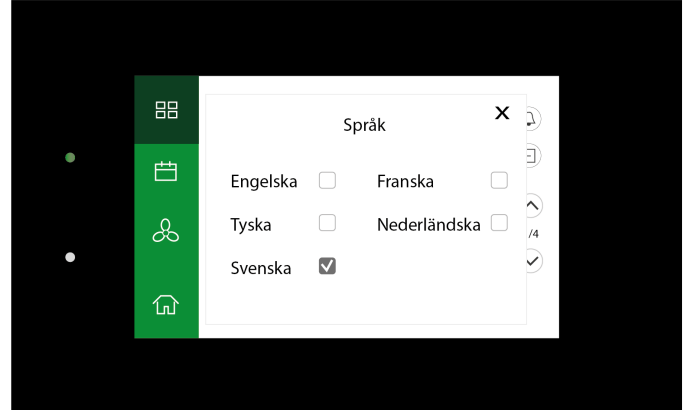 Språk
X
Engelska
Franska
Tyska
Nederländska
/4
Svenska